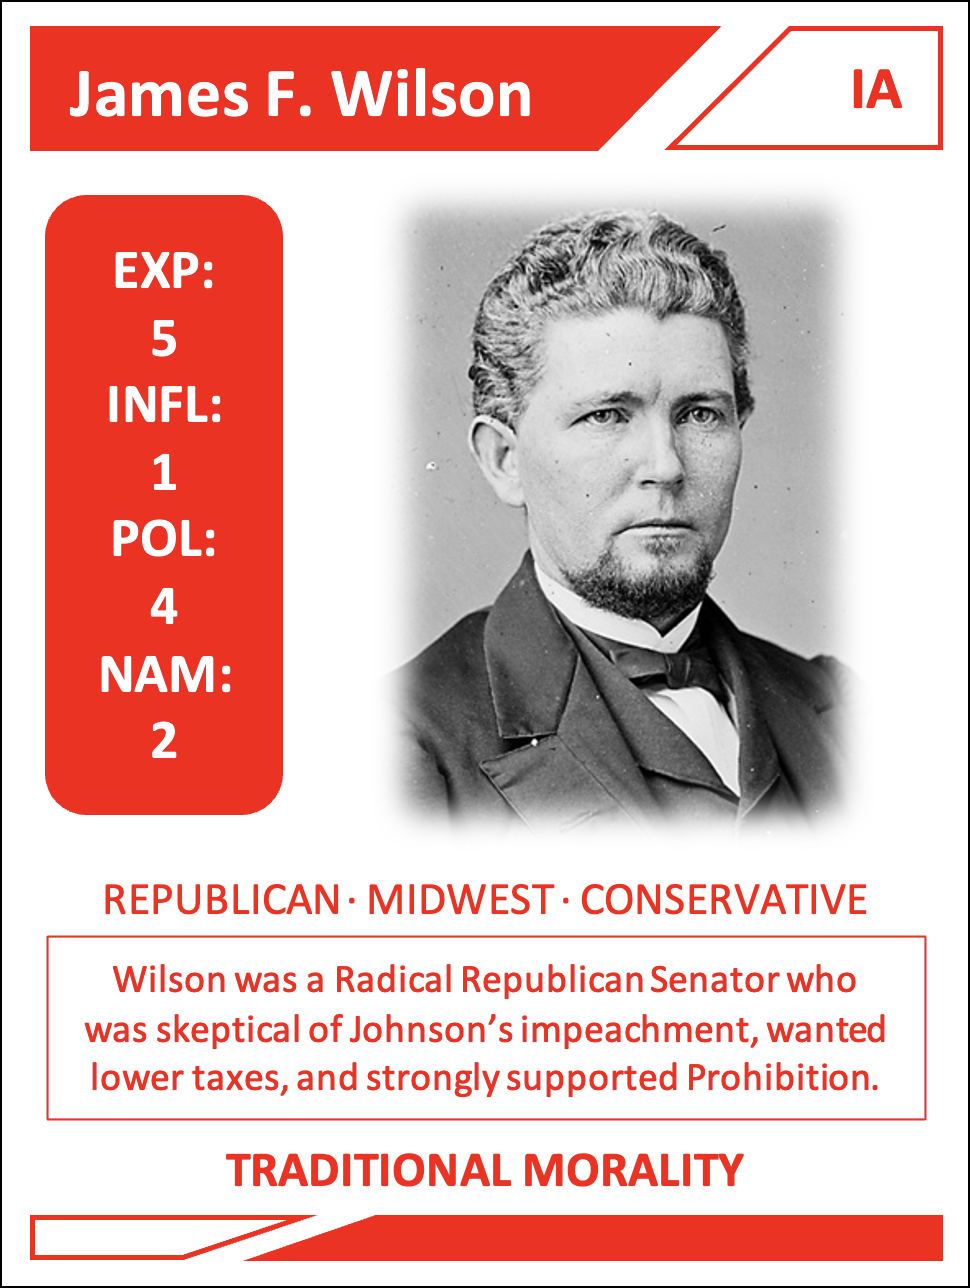 James F. Wilson
IA
EXP:
5
INFL:
1
POL:
4
NAM:
2
REPUBLICAN · MIDWEST · CONSERVATIVE
Wilson was a Radical Republican Senator who
was skeptical of Johnson’s impeachment, wanted
lower taxes, and strongly supported Prohibition.
TRADITIONAL MORALITY